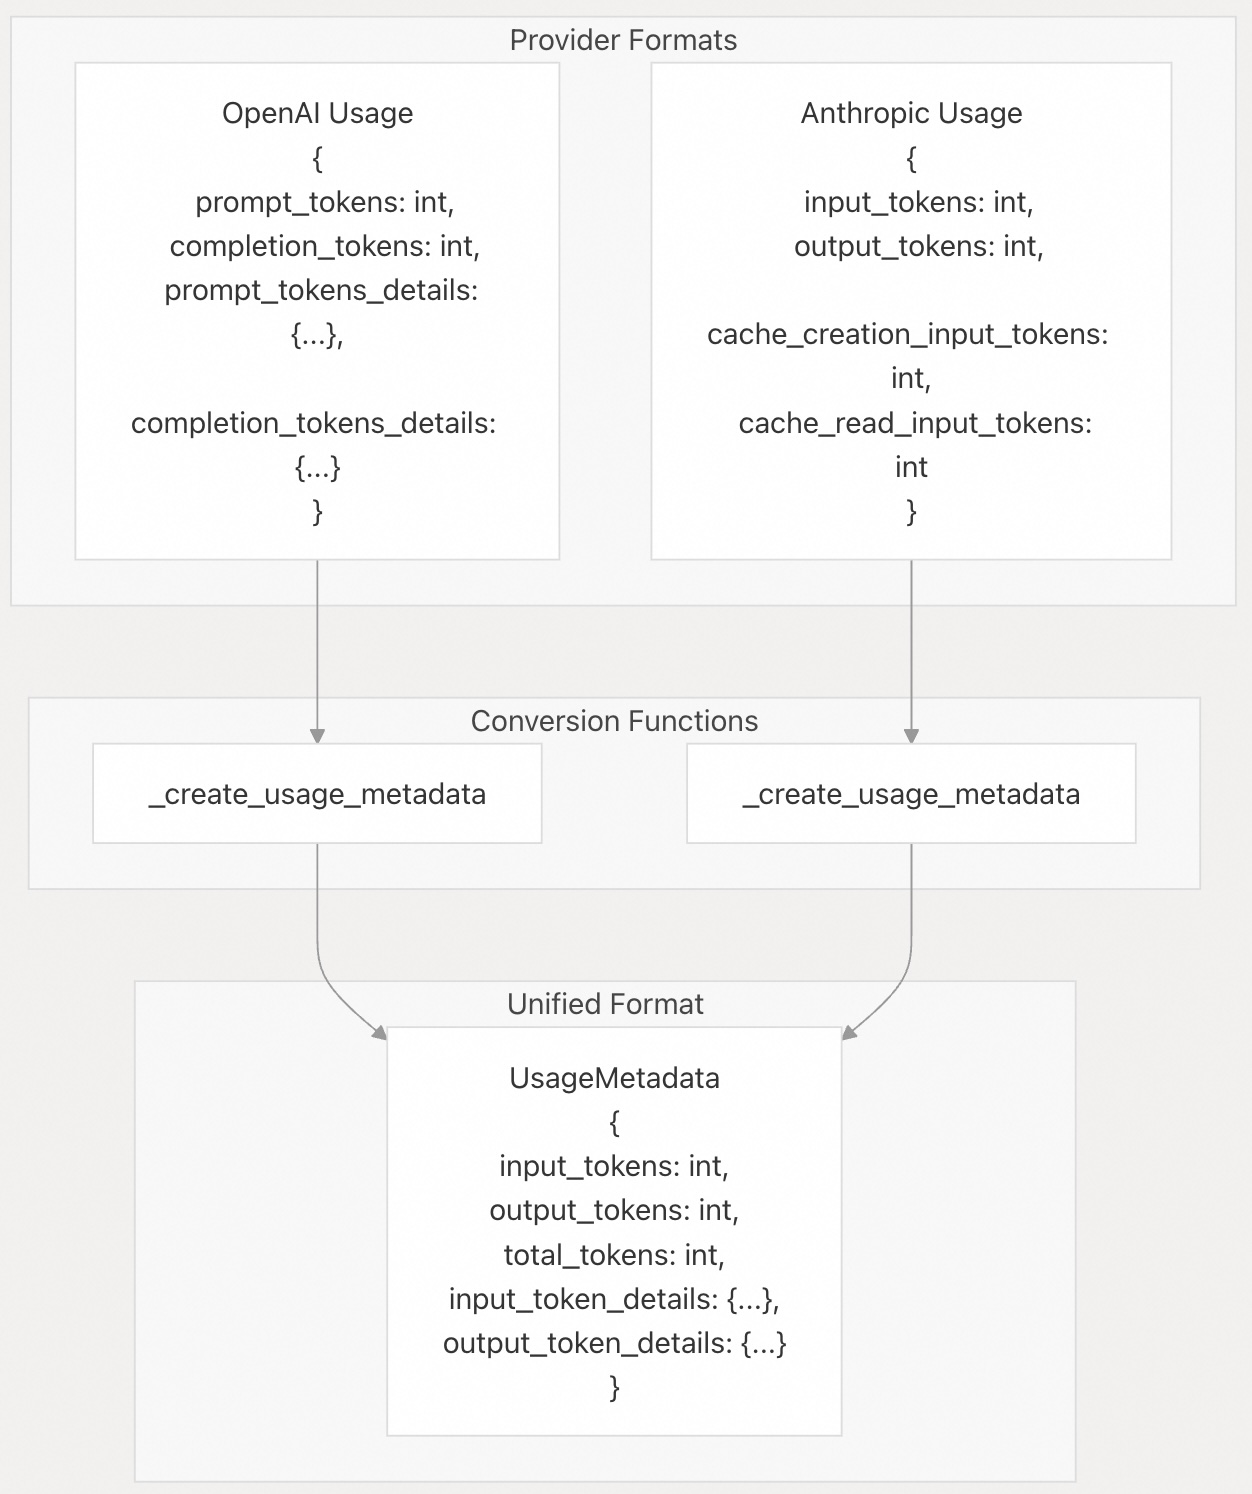 Provider Formats
OpenAI Usage
{
prompt_tokens: int,
completion_tokens: int,
prompt_tokens_details:
{...},
completion_tokens_details:
{...}
}
Anthropic Usage
{
input_tokens: int,
output_tokens: int,
cache_creation_input_tokens:
int,
cache_read_input_tokens:
int
}
Conversion Functions
_create_usage_metadata
_create_usage_metadata
Unified Format
UsageMetadata
{
input_tokens: int,
output_tokens: int,
total_tokens: int,
input_token_details: {...},
output_token_details: {...}
}